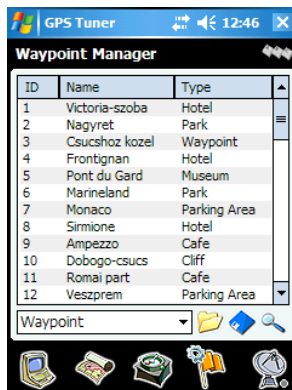 GPS Tuner 12:46
Waypoint Manager
ID Name Type
1 Victoria-szoba Hotel
2 Nagyret Park
3 Csucshoz kozel Waypoint
4 Frontignan Hotel
5 Pont du Gard Museum
6 Marineland Park
7 Monaco Parking Area
8 Sirmione Hotel
9 Ampezzo Cafe
10 Dobogo-csucs Cliff
11 Romai part Cafe
12 Veszprem Parking Area
Waypoint